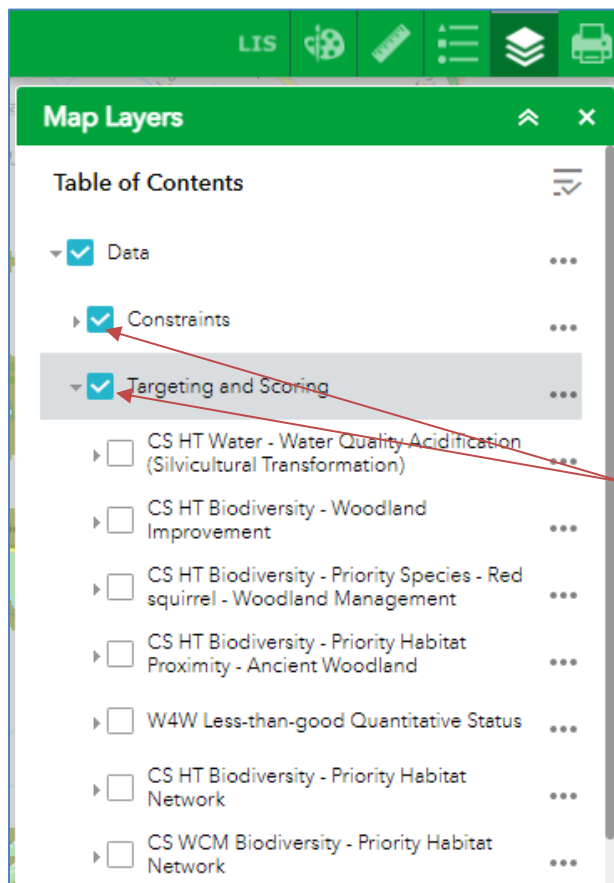 LIS
Map Layers
Table of Contents
Data
Constraints
Targeting and Scoring
CS HT Water - Water Quality Acidification
(Silvicultural Transformation)
CS HT Biodiversity - Woodland
Improvement
CS HT Biodiversity - Priority Species - Red
squirrel - Woodland Management
CS HT Biodiversity - Priority Habitat
Proximity - Ancient Woodland
W4W Less-than-good Quantitative Status
CS HT Biodiversity - Priority Habitat
Network
CS WCM Biodiversity - Priority Habitat
Network